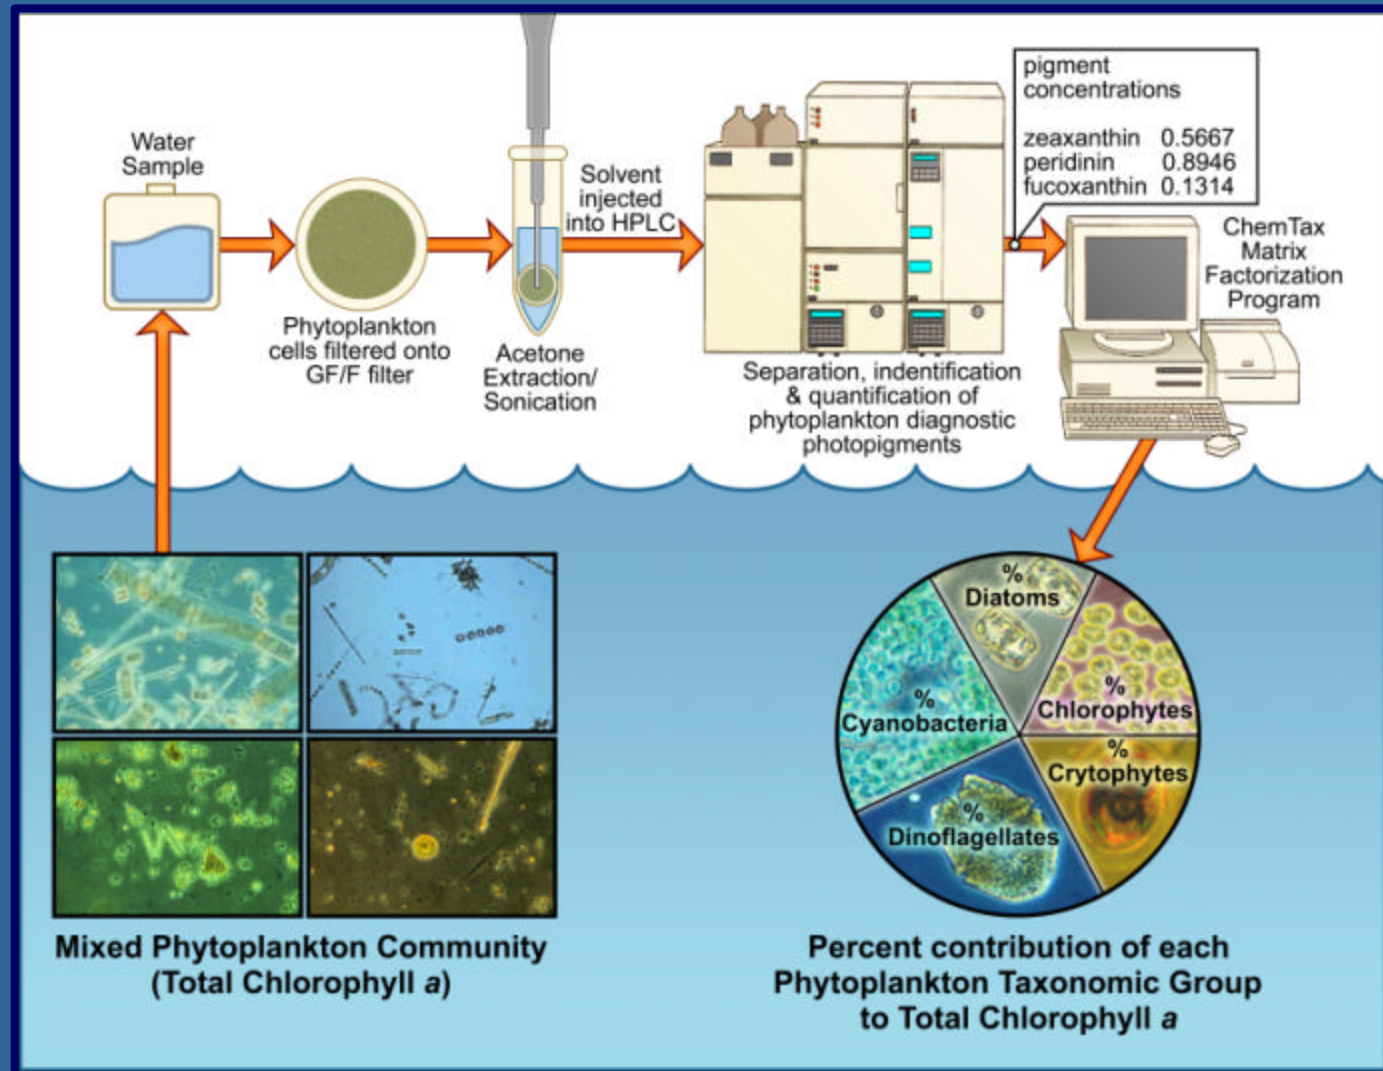 Water
Sample
Phytoplankton
cells filtered onto
GF/F filter
Acetone
Extraction/
Sonication
Solvent
injected
into HPLC
Separation, indentification
& quantification of
phytoplankton diagnostic
photopigments
pigment
concentrations
zeaxanthin 0.5667
peridinin 0.8946
fucoxanthin 0.1314
ChemTax
Matrix
Factorization
Program
Mixed Phytoplankton Community
(Total Chlorophyll a)
%
Diatoms
%
Chlorophytes
%
Crytophytes
%
Dinoflagellates
%
Cyanobacteria
Percent contribution of each
Phytoplankton Taxonomic Group
to Total Chlorophyll a